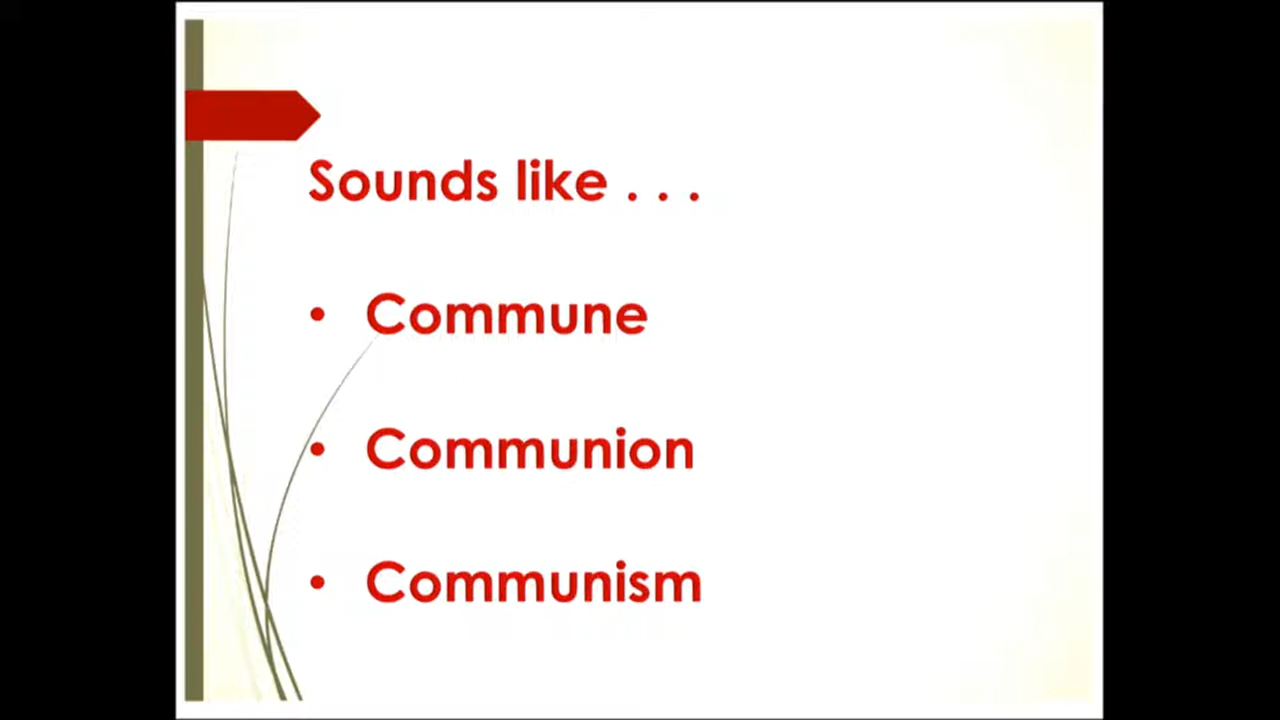 Sounds like . . .
• Commune
• Communion
• Communism